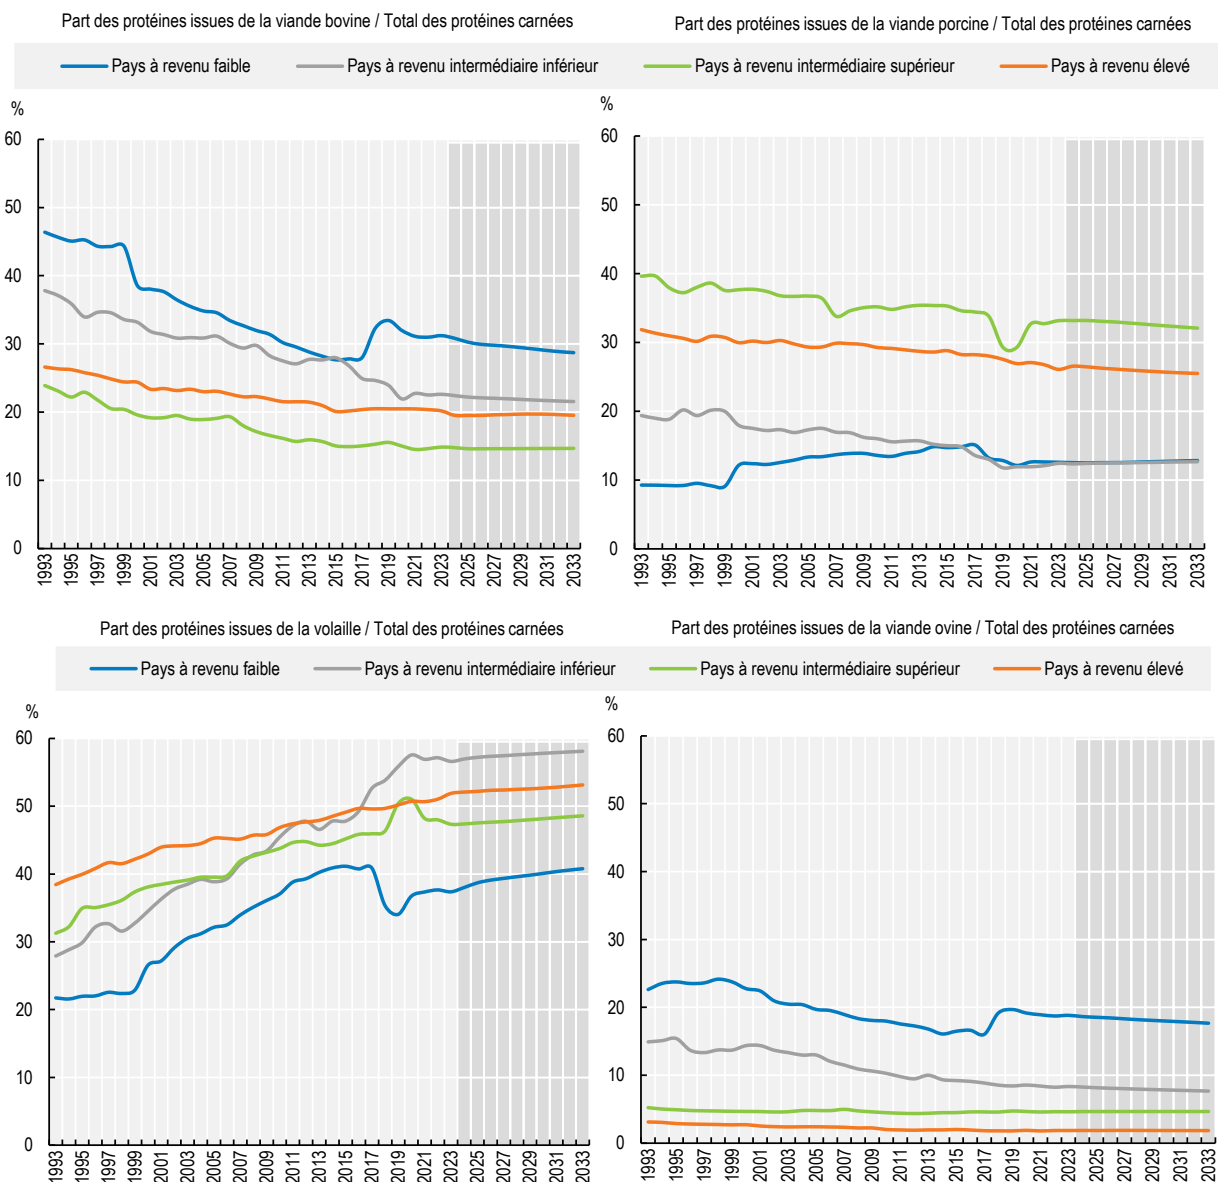 Part des protéines issues de la viande bovine / Total des protéines carnées
Part des protéines issues de la viande porcine / Total des protéines carnées
Pays à revenu faible
Pays à revenu intermédiaire inférieur
Pays à revenu intermédiaire supérieur
Pays à revenu élevé
%
60
50
40
30
20
10
0
1993 1995 1997 1999 2001 2003 2005 2007 2009 2011 2013 2015 2017 2019 2021 2023 2025 2027 2029 2031 2033
%
60
50
40
30
20
10
0
1993 1995 1997 1999 2001 2003 2005 2007 2009 2011 2013 2015 2017 2019 2021 2023 2025 2027 2029 2031 2033
Part des protéines issues de la volaille / Total des protéines carnées
Part des protéines issues de la viande ovine / Total des protéines carnées
Pays à revenu faible
Pays à revenu intermédiaire inférieur
Pays à revenu intermédiaire supérieur
Pays à revenu élevé
%
60
50
40
30
20
10
0
1993 1995 1997 1999 2001 2003 2005 2007 2009 2011 2013 2015 2017 2019 2021 2023 2025 2027 2029 2031 2033
%
60
50
40
30
20
10
0
1993 1995 1997 1999 2001 2003 2005 2007 2009 2011 2013 2015 2017 2019 2021 2023 2025 2027 2029 2031 2033